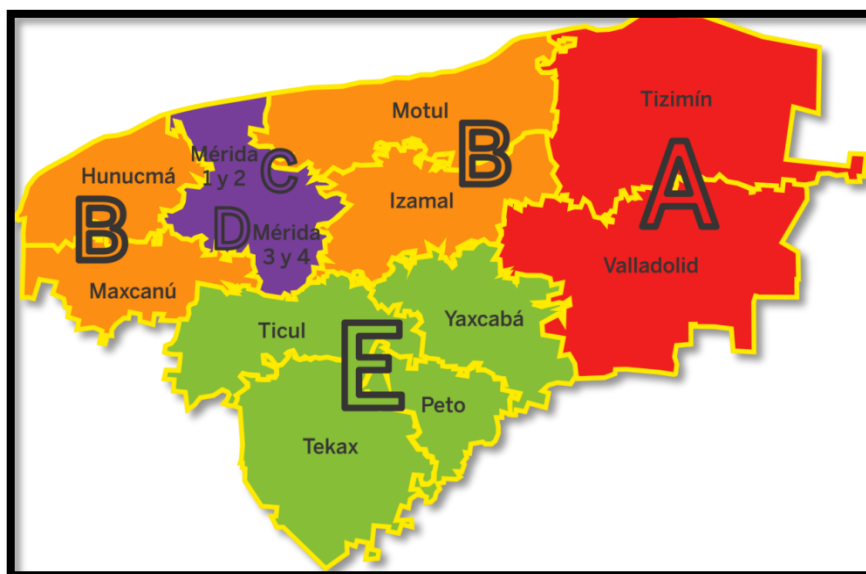 Motul
Tizimín
B
Mérida
1 y 2
C
Hunucmá
Izamal
A
B
D
Mérida
3 y 4
Valladolid
Maxcanú
Ticul
E
Yaxcabá
Peto
Tekax